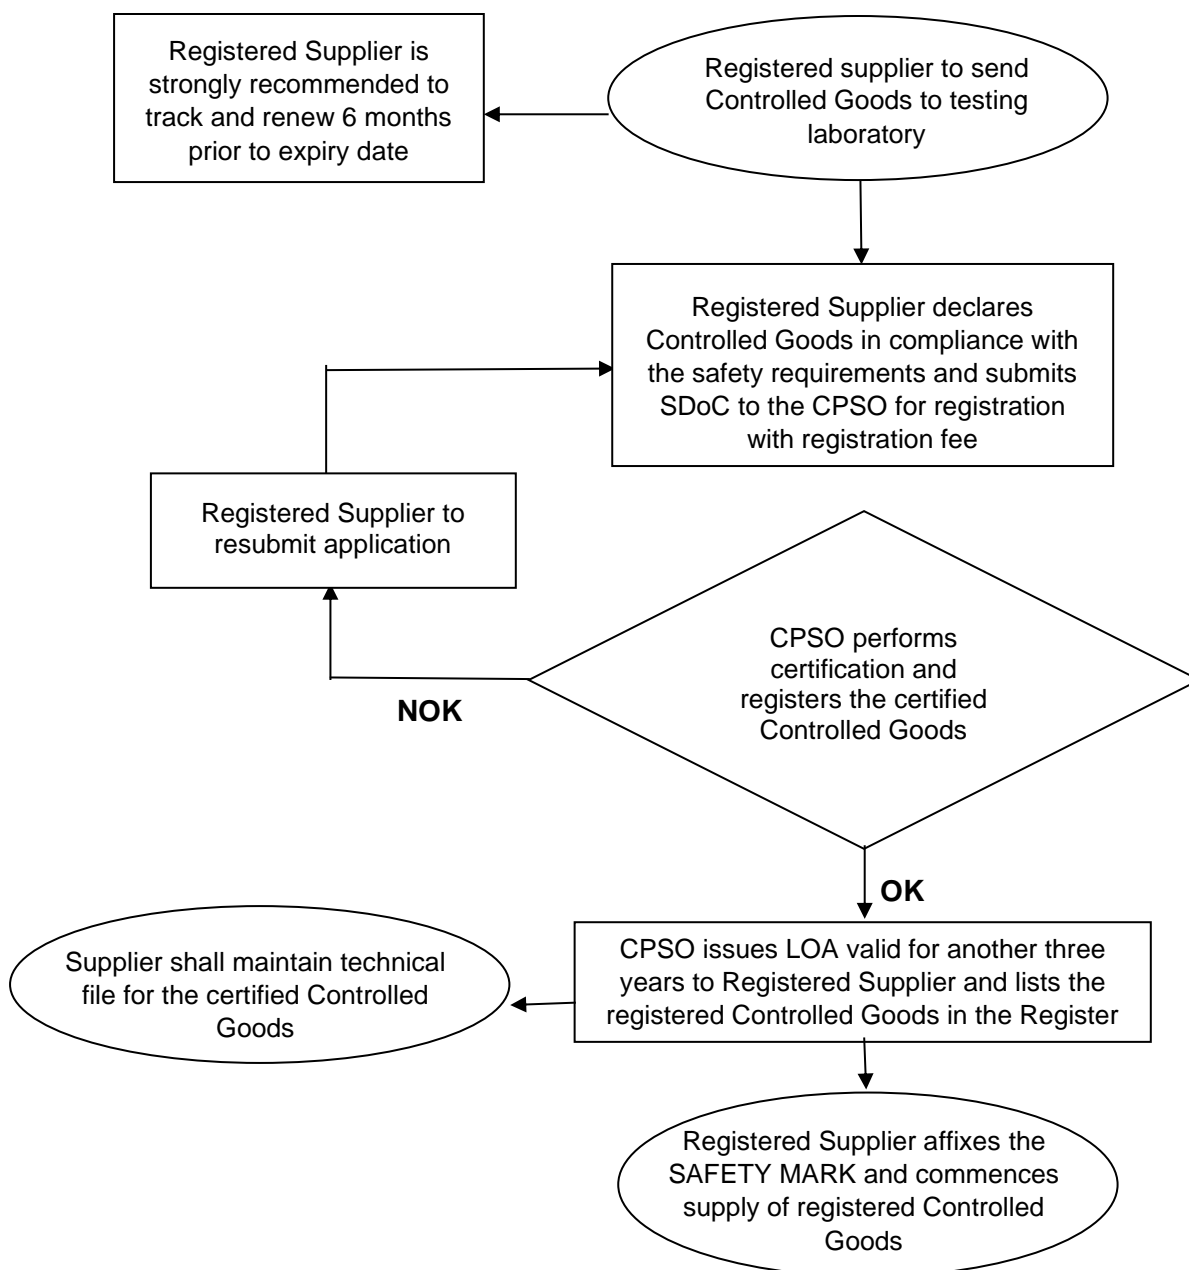 Registered Supplier is
strongly recommended to
track and renew 6 months
prior to expiry date
Registered supplier to send
Controlled Goods to testing
laboratory
Registered Supplier declares
Controlled Goods in compliance with
the safety requirements and submits
SDoC to the CPSO for registration
with registration fee
Registered Supplier to
resubmit application
CPSO performs
certification and
registers the certified
Controlled Goods
NOK
OK
CPSO issues LOA valid for another three
years to Registered Supplier and lists the
registered Controlled Goods in the Register
Supplier shall maintain technical
file for the certified Controlled
Goods
Registered Supplier affixes the
SAFETY MARK and commences
supply of registered Controlled
Goods